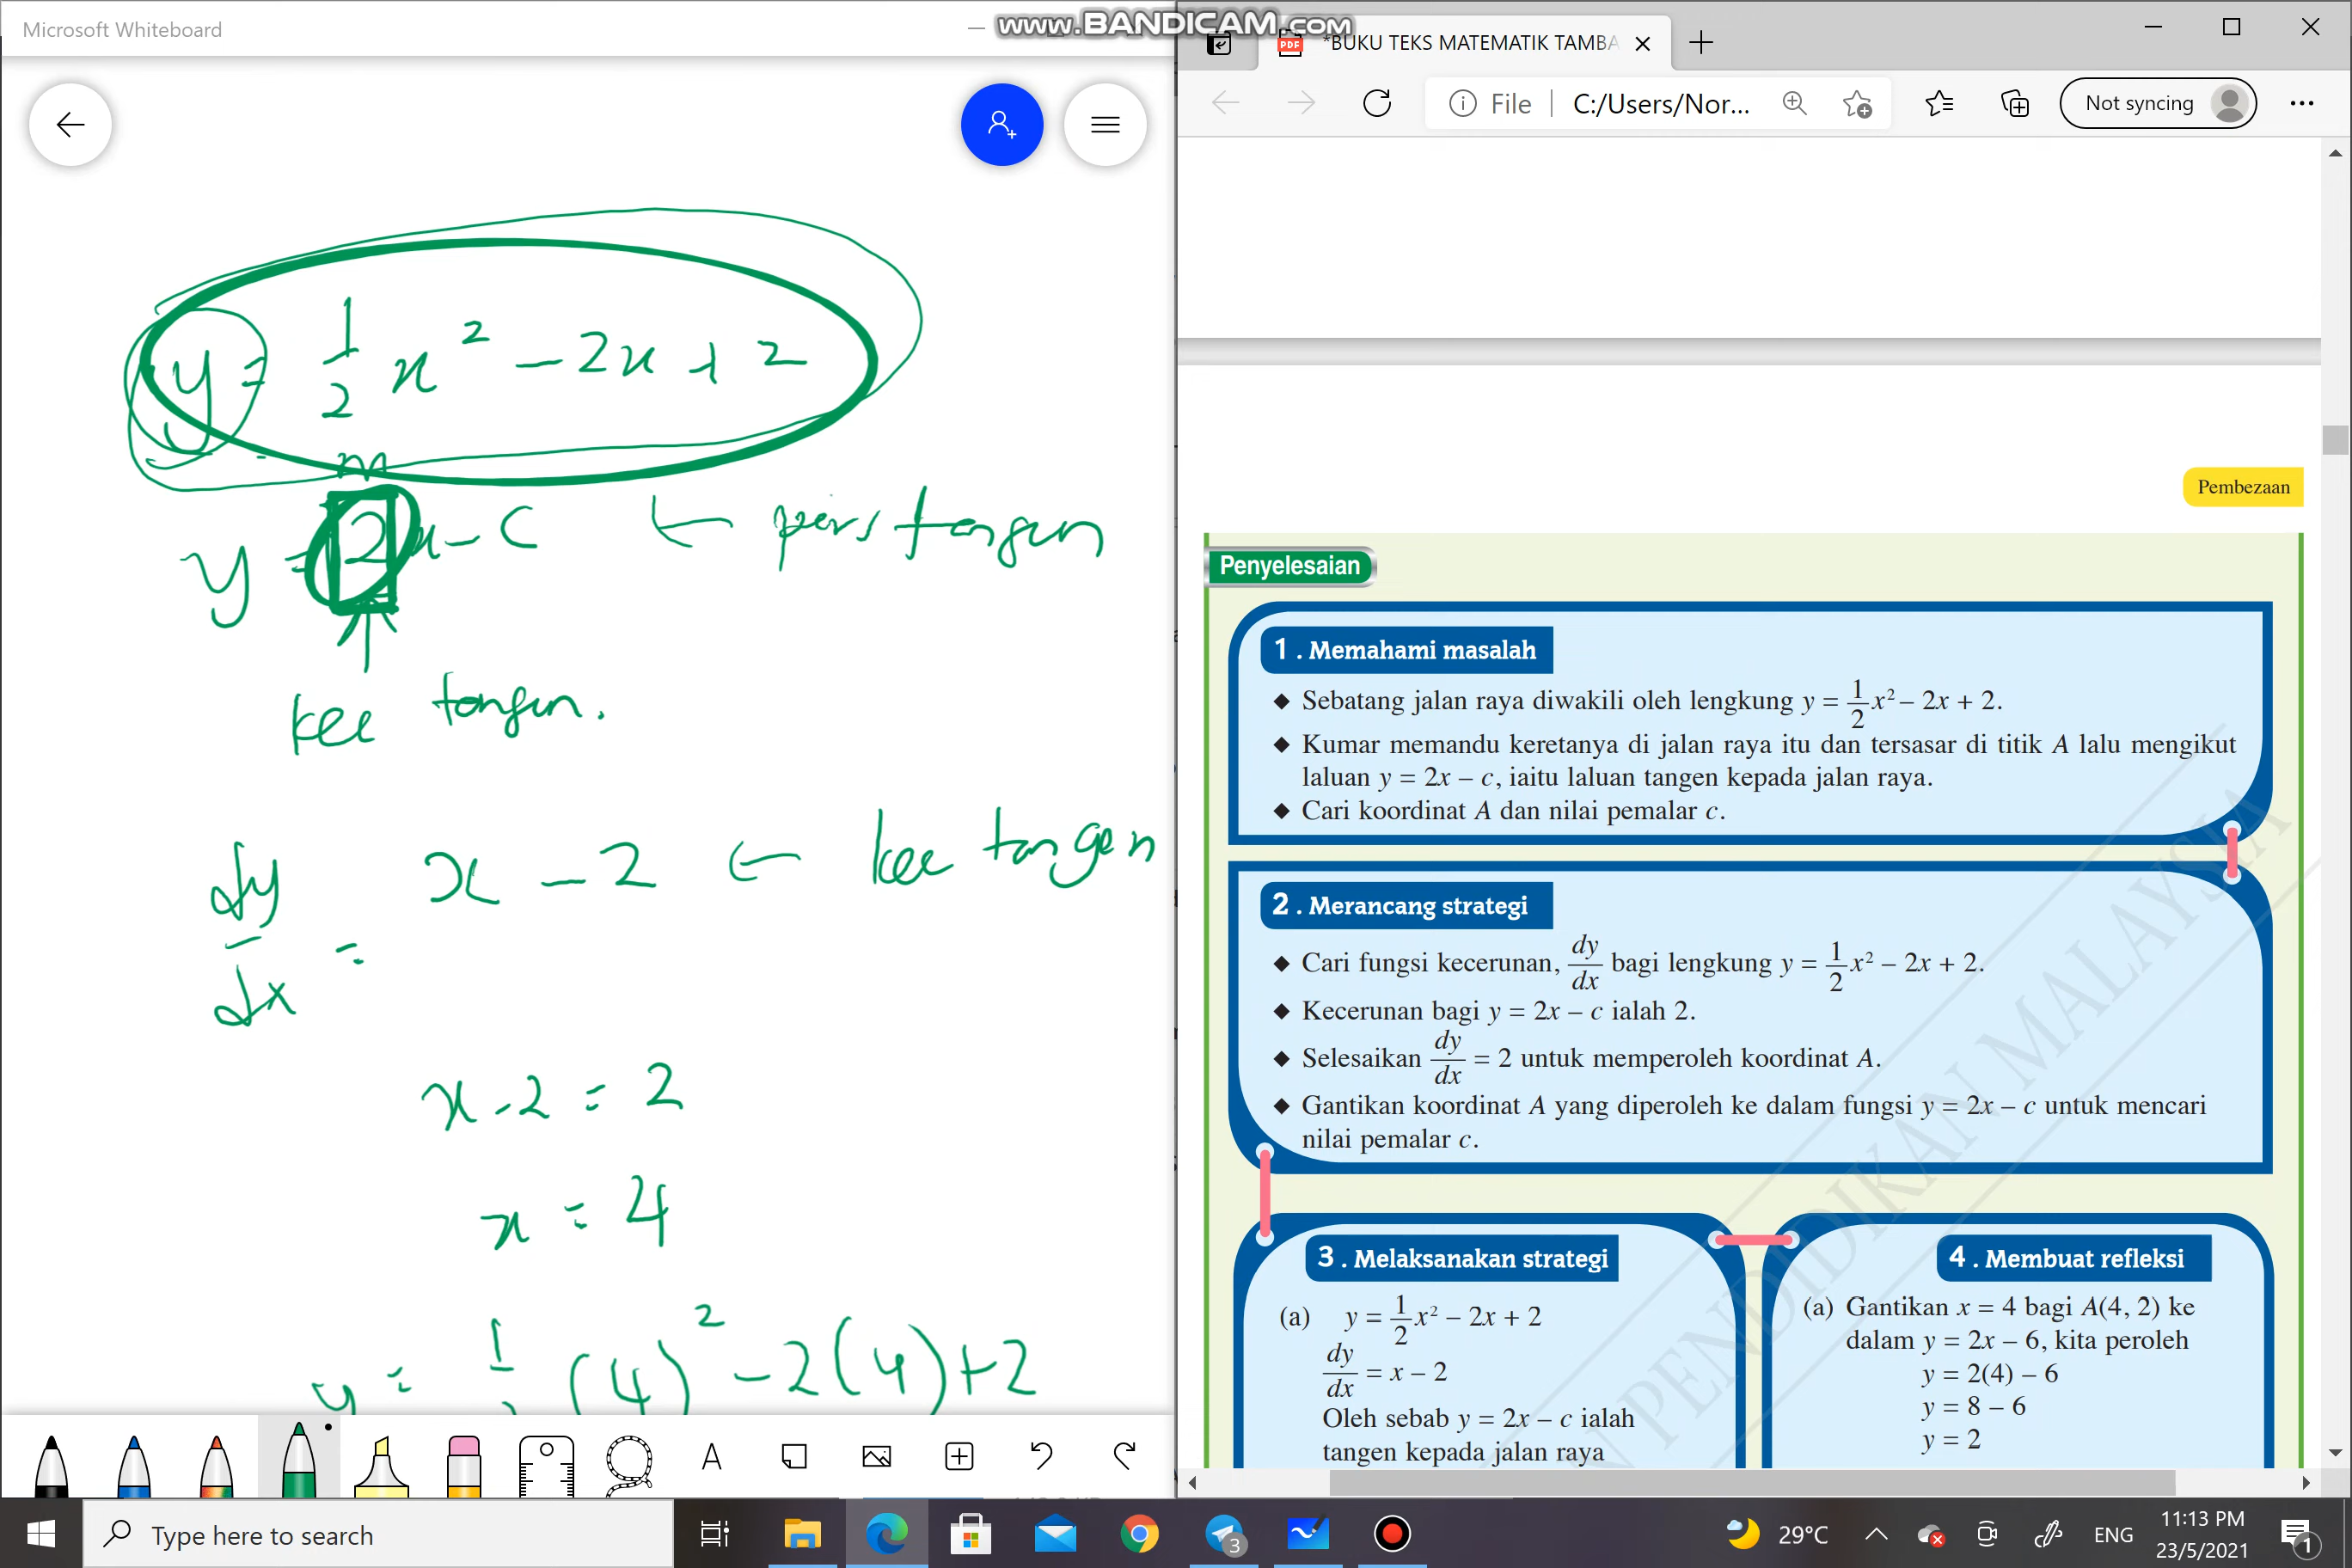 Microsoft Whiteboard
www.BANDICAM.com
y = 1/2 x² - 2x + 2
m
y = 2x - c ← pers tangen
kec tangen.
dy/dx = x - 2 ← kec tangen
x - 2 = 2
x = 4
y = (4)² - 2(4) + 2
*BUKU TEKS MATEMATIK TAMBA
File
C:/Users/Nor...
Not syncing
Pembezaan
Penyelesaian
1. Memahami masalah
◆ Sebatang jalan raya diwakili oleh lengkung y = 1/2 x² – 2x + 2.
◆ Kumar memandu keretanya di jalan raya itu dan tersasar di titik A lalu mengikut
laluan y = 2x – c, iaitu laluan tangen kepada jalan raya.
◆ Cari koordinat A dan nilai pemalar c.
2. Merancang strategi
◆ Cari fungsi kecerunan, dy/dx bagi lengkung y = 1/2 x² – 2x + 2.
◆ Kecerunan bagi y = 2x – c ialah 2.
◆ Selesaikan dy/dx = 2 untuk memperoleh koordinat A.
◆ Gantikan koordinat A yang diperoleh ke dalam fungsi y = 2x – c untuk mencari
nilai pemalar c.
3. Melaksanakan strategi
(a) y = 1/2 x² – 2x + 2
dy/dx = x – 2
Oleh sebab y = 2x – c ialah
tangen kepada jalan raya
4. Membuat refleksi
(a) Gantikan x = 4 bagi A(4, 2) ke
dalam y = 2x – 6, kita peroleh
y = 2(4) – 6
y = 8 – 6
y = 2
N PENDIDIKAN MALAYSIA
Type here to search
3
29°C
ENG
11:13 PM
23/5/2021
1